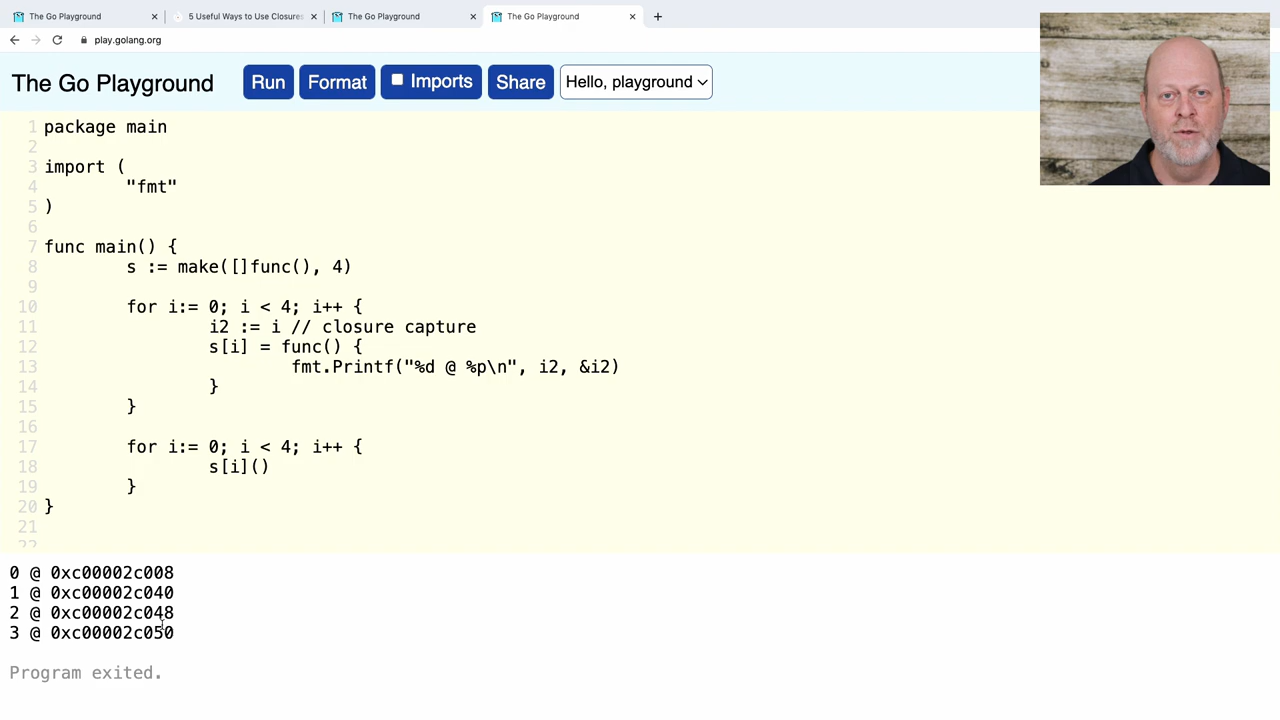 The Go Playground
5 Useful Ways to Use Closures
The Go Playground
The Go Playground
play.golang.org
The Go Playground
Run
Format
Imports
Share
Hello, playground
1 package main
2
3 import (
4 "fmt"
5 )
6
7 func main() {
8 s := make([]func(), 4)
9
10 for i:= 0; i < 4; i++ {
11 i2 := i // closure capture
12 s[i] = func() {
13 fmt.Printf("%d @ %p\n", i2, &i2)
14 }
15 }
16
17 for i:= 0; i < 4; i++ {
18 s[i]()
19 }
20 }
21
22
0 @ 0xc00002c008
1 @ 0xc00002c040
2 @ 0xc00002c048
3 @ 0xc00002c050
Program exited.